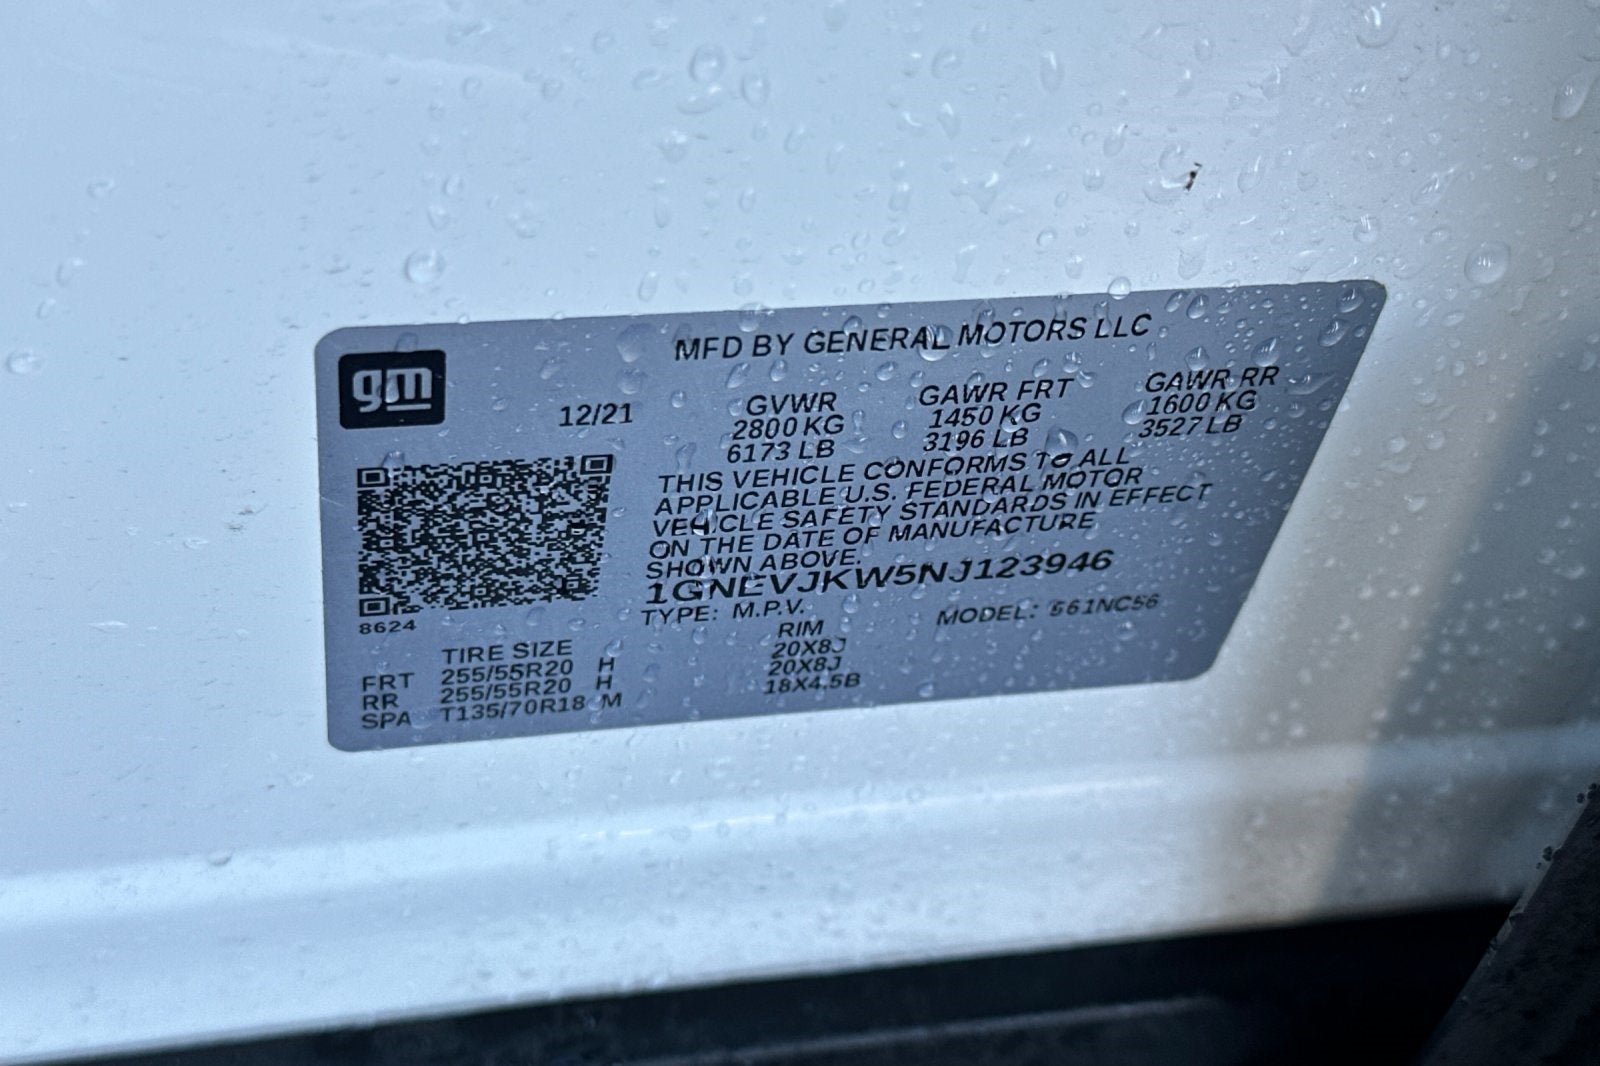 MFD BY GENERAL MOTORS LLC
gm
12/21
GVWR GAWR FRT GAWR RR
2800 KG 1450 KG 1600 KG
6173 LB 3196 LB 3527 LB
THIS VEHICLE CONFORMS TO ALL
APPLICABLE U.S. FEDERAL MOTOR
VEHICLE SAFETY STANDARDS IN EFFECT
ON THE DATE OF MANUFACTURE
SHOWN ABOVE.
1GNEVJKW5NJ123946
TYPE: M.P.V. MODEL: 561NC56
8624
TIRE SIZE RIM
FRT 255/55R20 H 20X8J
RR 255/55R20 H 20X8J
SPA T135/70R18 M 18X4.5B